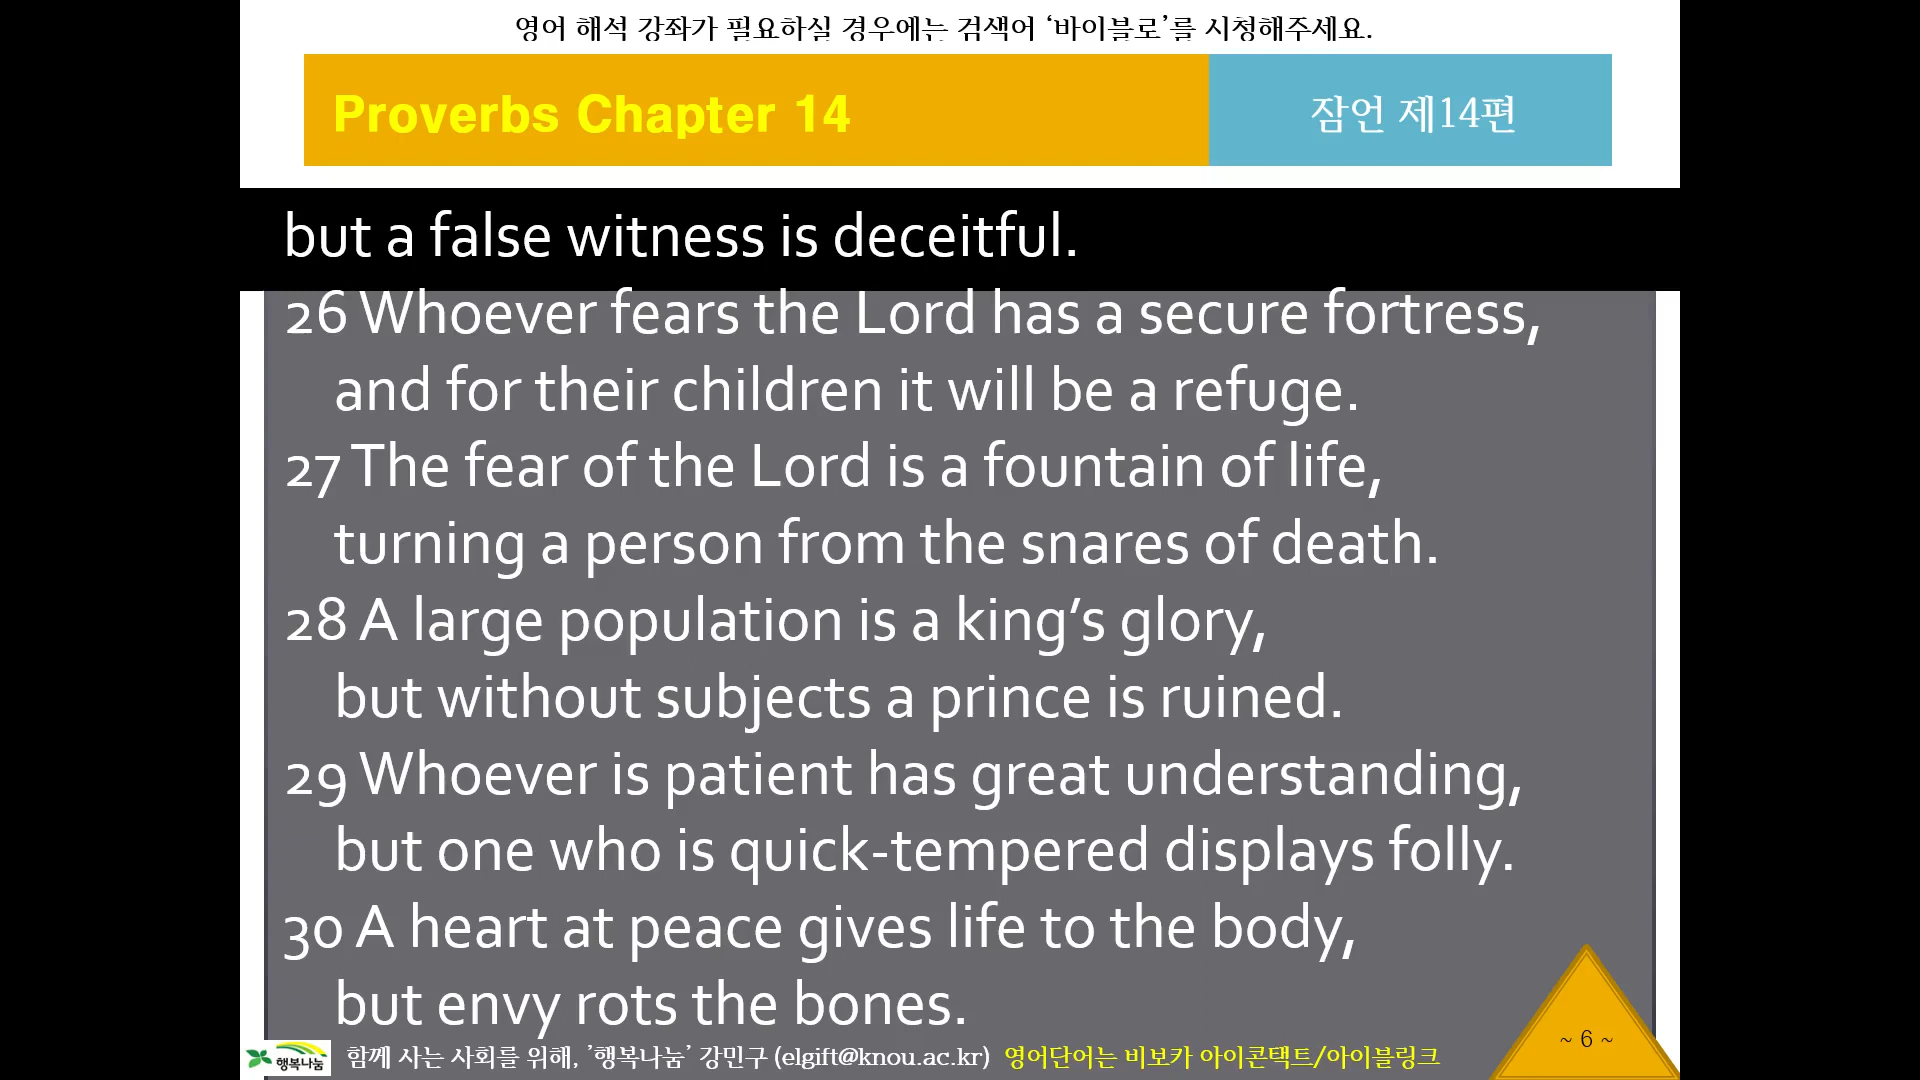 영어 해석 강좌가 필요하실 경우에는 검색어 ‘바이블로’를 시청해주세요.
Proverbs Chapter 14
잠언 제14편
but a false witness is deceitful.
26 Whoever fears the Lord has a secure fortress,
and for their children it will be a refuge.
27 The fear of the Lord is a fountain of life,
turning a person from the snares of death.
28 A large population is a king’s glory,
but without subjects a prince is ruined.
29 Whoever is patient has great understanding,
but one who is quick-tempered displays folly.
30 A heart at peace gives life to the body,
but envy rots the bones.
~ 6 ~
행복나눔
함께 사는 사회를 위해, ’행복나눔’ 강민구 (elgift@knou.ac.kr) 영어단어는 비보카 아이콘택트/아이블링크